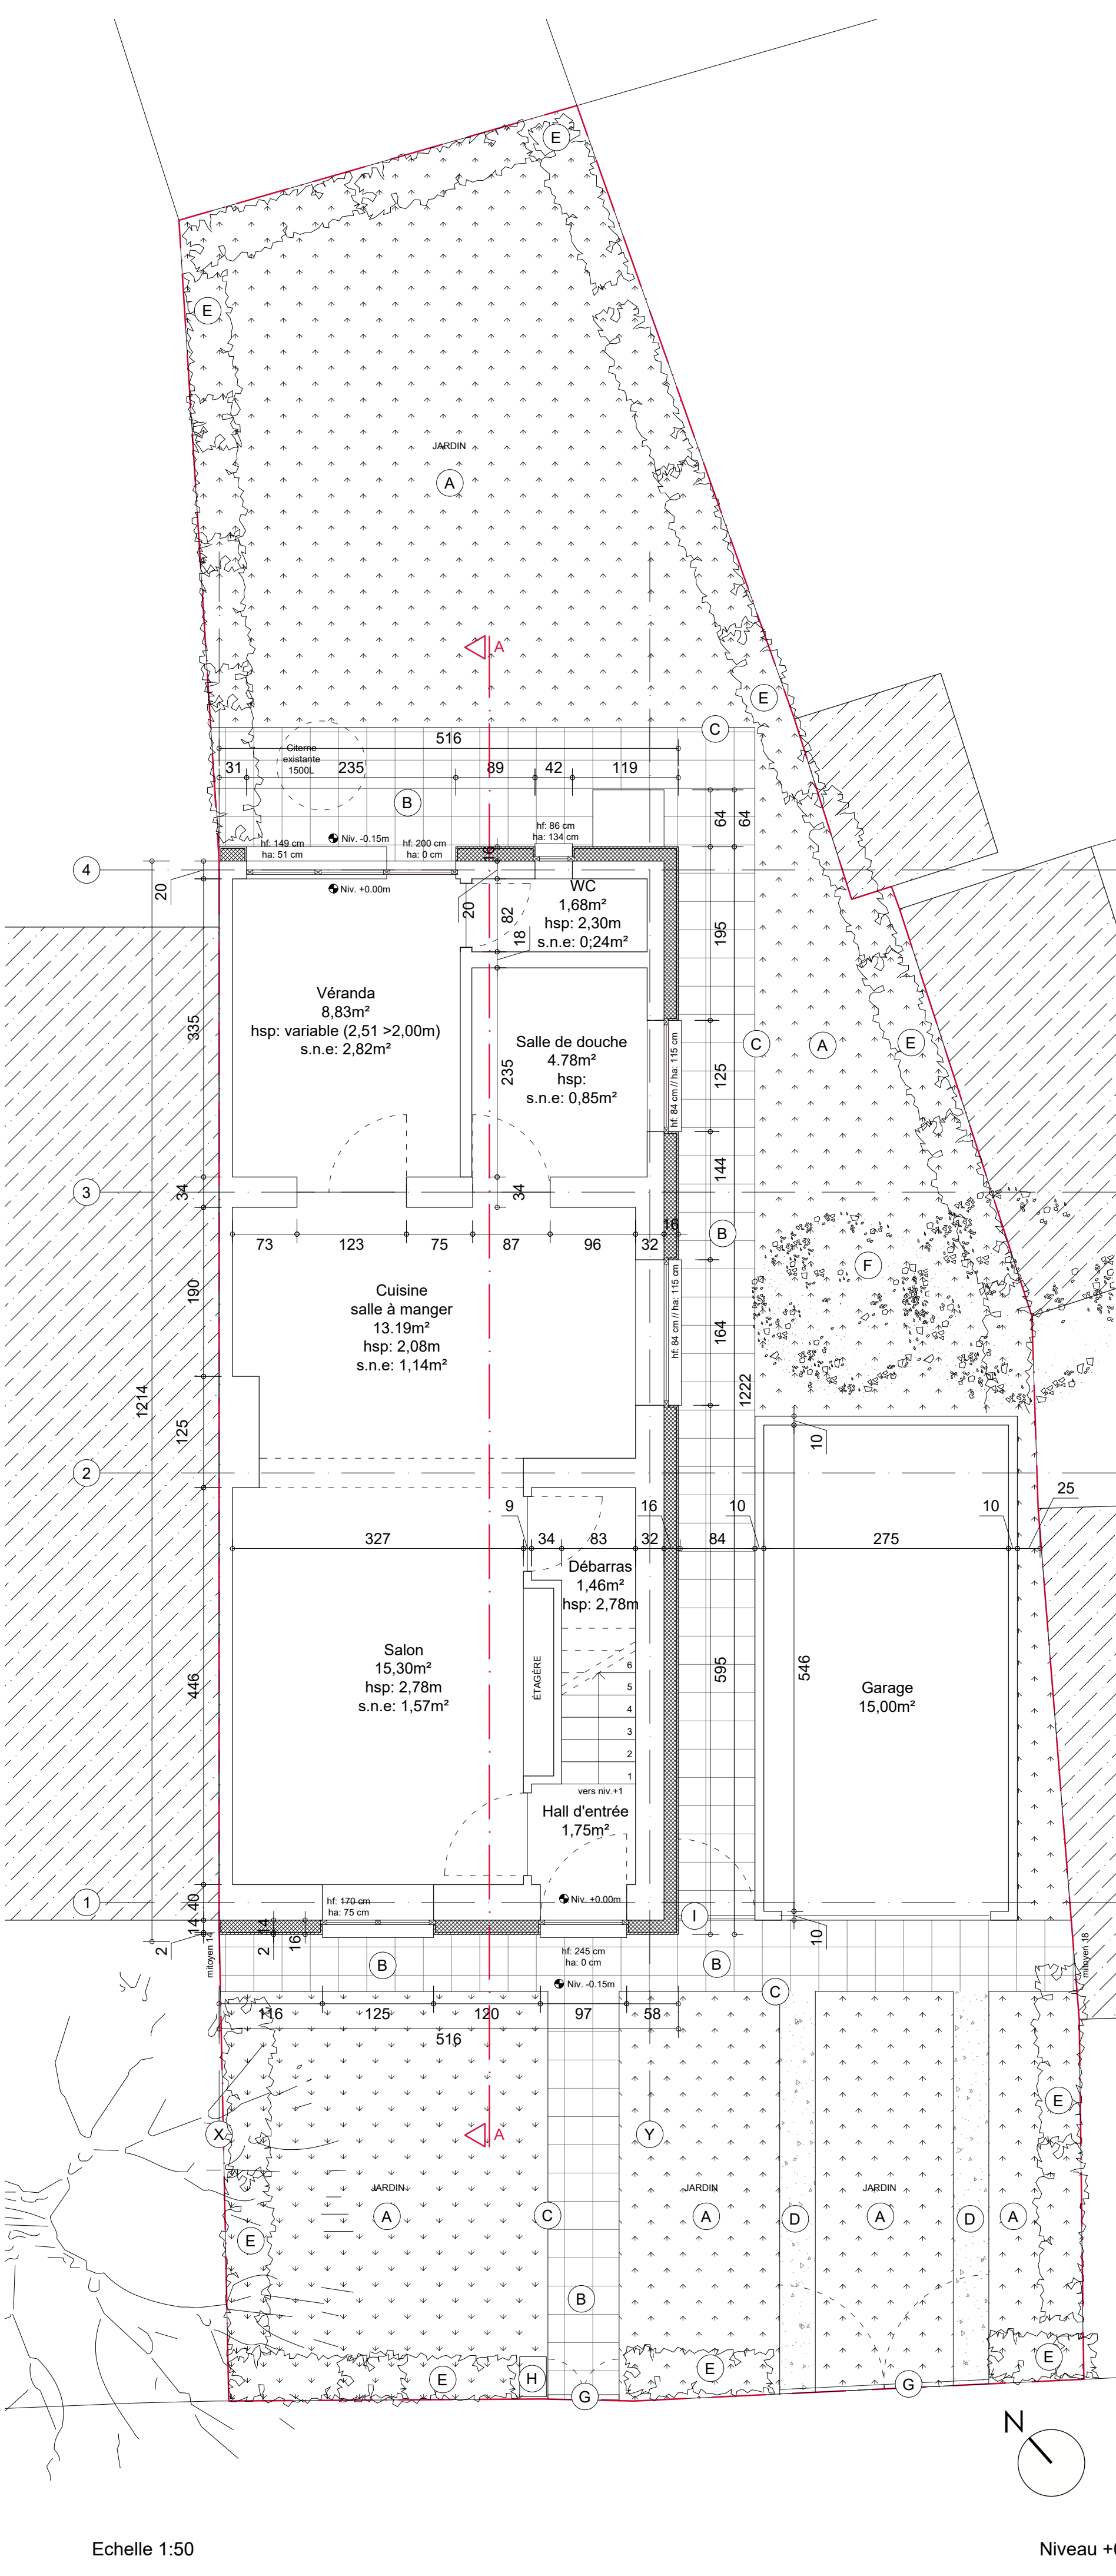 E
E
JARDIN
A
A
E
C
516
Citerne
existante
1500L
31
235
89
42
119
B
64
64
hf: 86 cm
ha: 134 cm
Niv. -0.15m
hf: 149 cm
ha: 51 cm
hf: 200 cm
ha: 0 cm
16
4
20
Niv. +0.00m
20
82
18
WC
1,68m²
hsp: 2,30m
s.n.e: 0;24m²
195
Véranda
8,83m²
hsp: variable (2,51 >2,00m)
s.n.e: 2,82m²
335
Salle de douche
4.78m²
hsp:
s.n.e: 0,85m²
235
hf: 84 cm // ha: 115 cm
125
C
A
E
144
3
34
34
16
B
73
123
75
87
96
32
F
Cuisine
salle à manger
13.19m²
hsp: 2,08m
s.n.e: 1,14m²
190
hf: 84 cm // ha: 115 cm
164
1222
1214
125
10
2
9
16
10
10
25
327
34
83
32
84
275
Débarras
1,46m²
hsp: 2,78m
Salon
15,30m²
hsp: 2,78m
s.n.e: 1,57m²
446
ÉTAGÈRE
6
5
4
3
2
1
595
546
Garage
15,00m²
vers niv.+1
Hall d'entrée
1,75m²
1
40
14
2
14
2
16
hf: 170 cm
ha: 75 cm
Niv. +0.00m
I
10
mitoyen 14
mitoyen 18
B
hf: 245 cm
ha: 0 cm
B
Niv. -0.15m
C
116
125
120
97
58
516
E
X
A
Y
JARDIN
JARDIN
JARDIN
A
C
A
D
A
D
A
E
B
E
E
H
E
G
G
N
Echelle 1:50
Niveau +